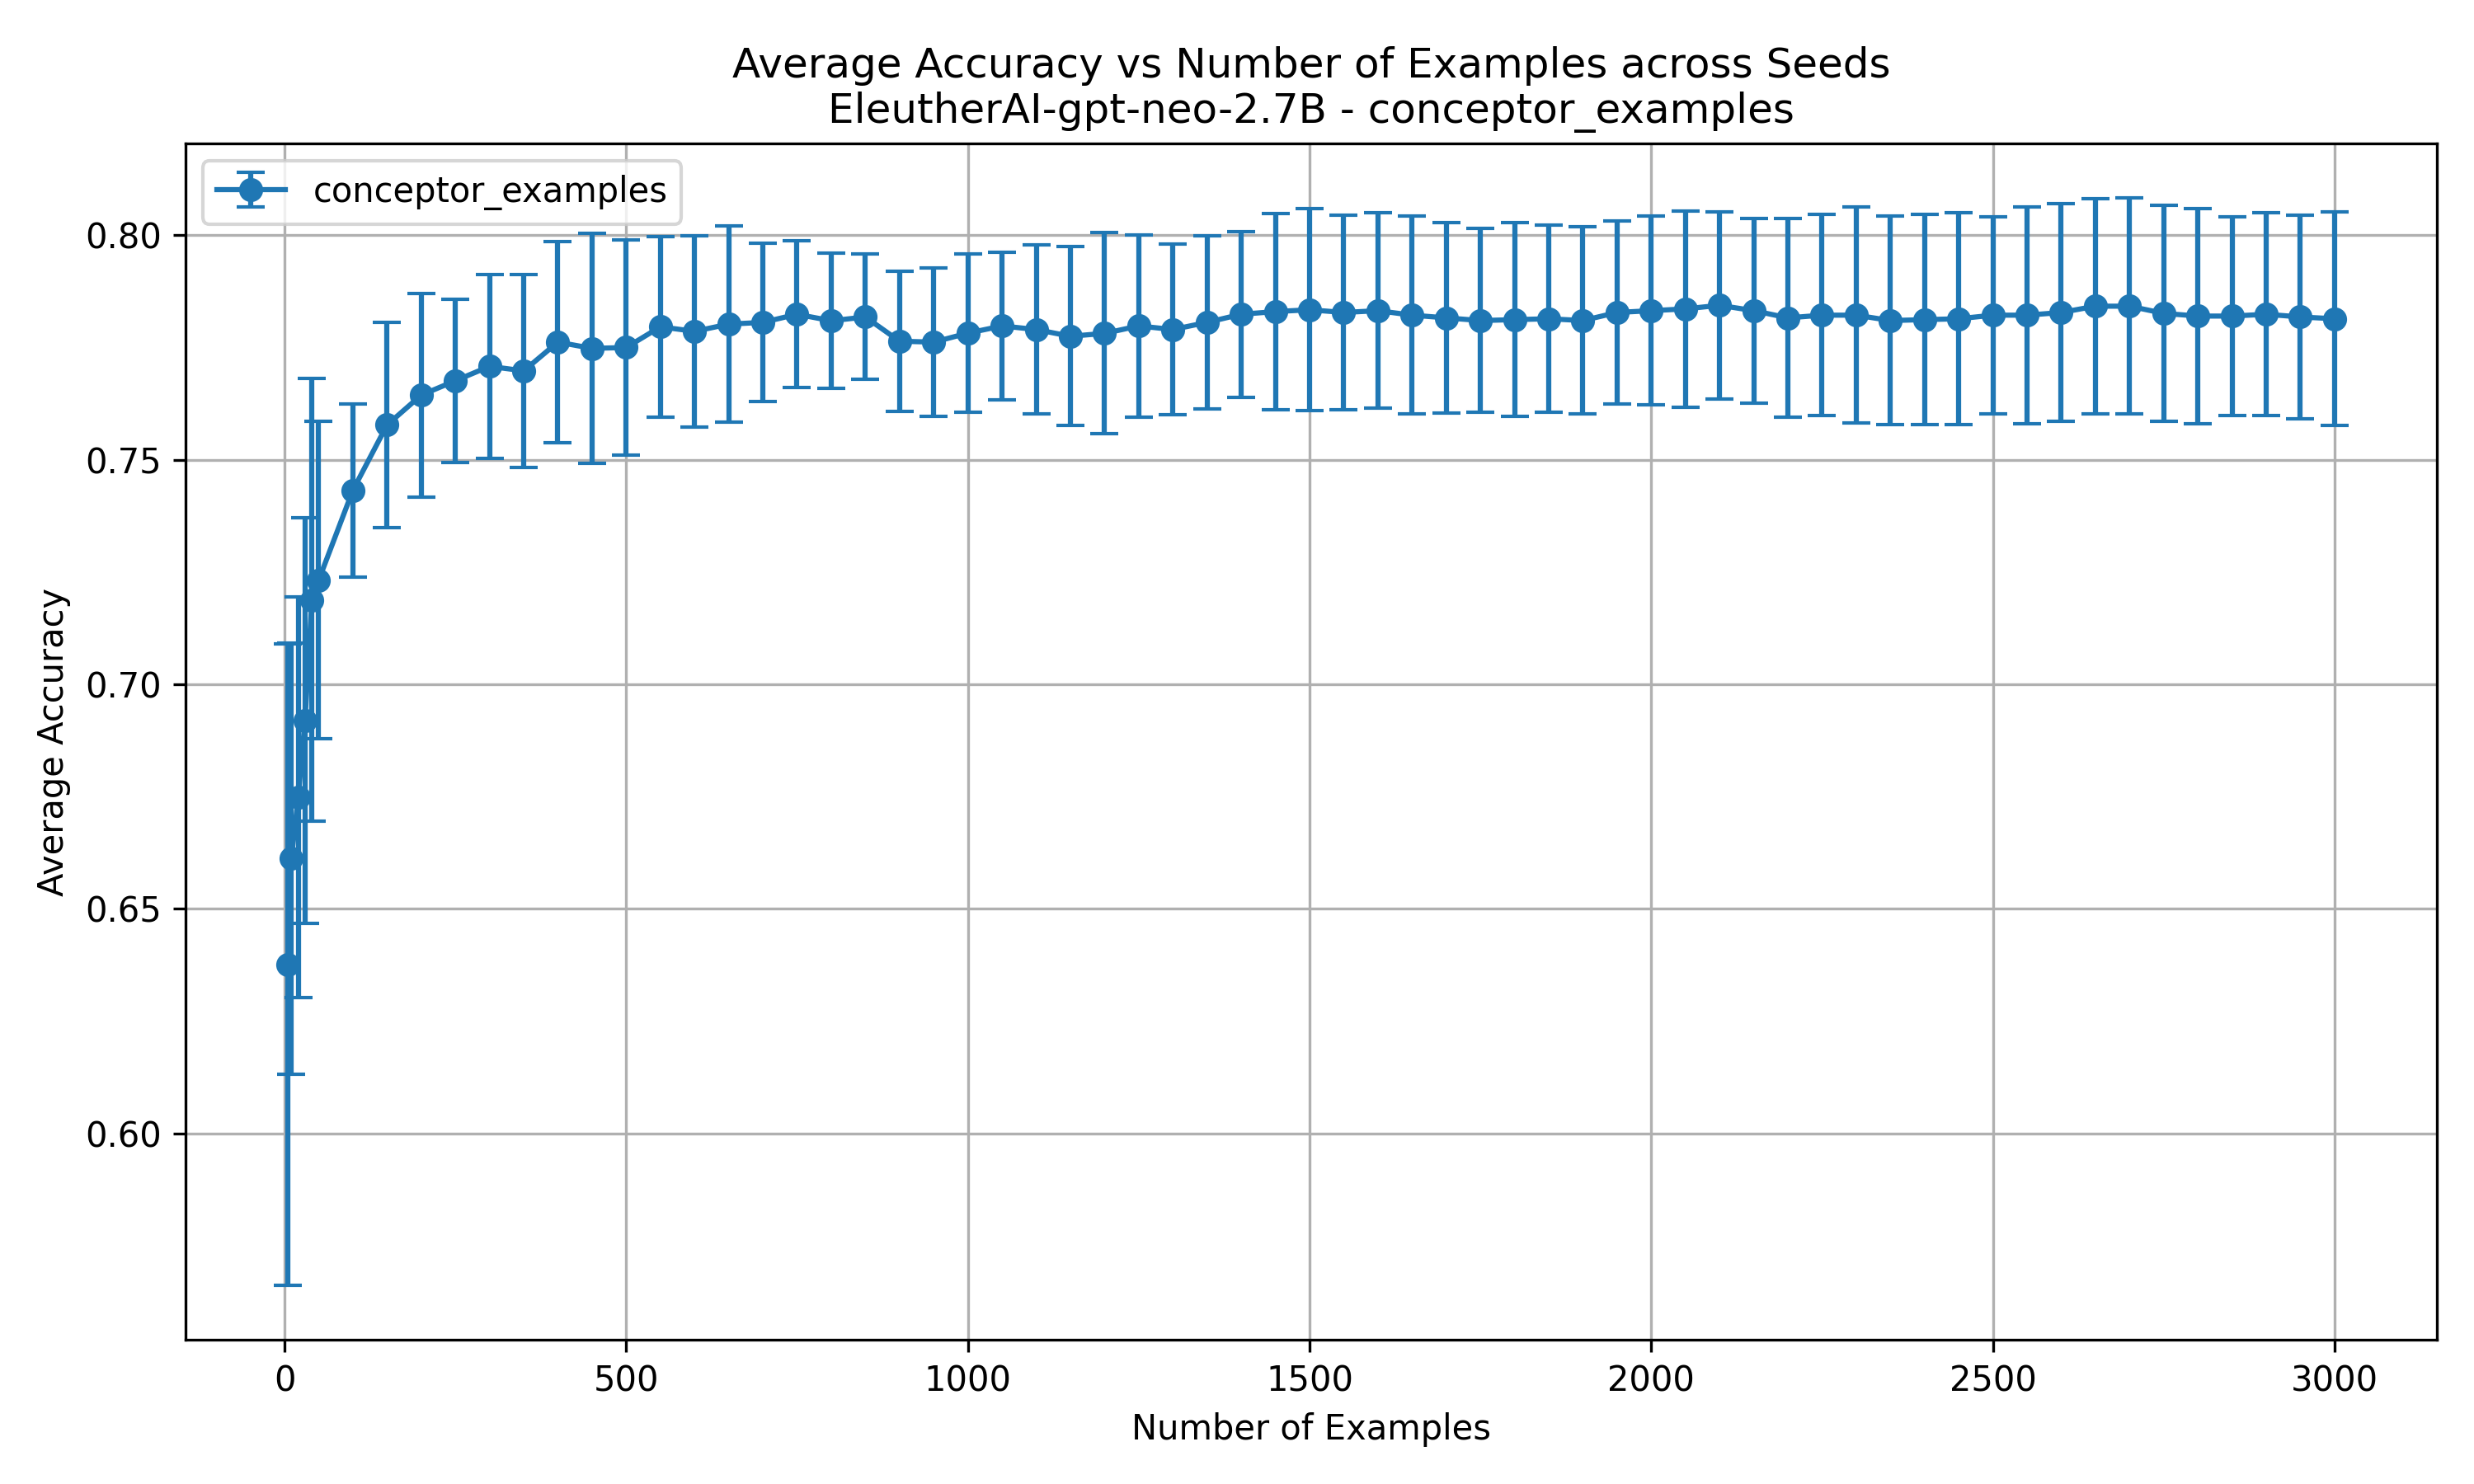 Average Accuracy vs Number of Examples across Seeds
EleutherAI-gpt-neo-2.7B - conceptor_examples
conceptor_examples
Average Accuracy
0.80
0.75
0.70
0.65
0.60
0 500 1000 1500 2000 2500 3000
Number of Examples